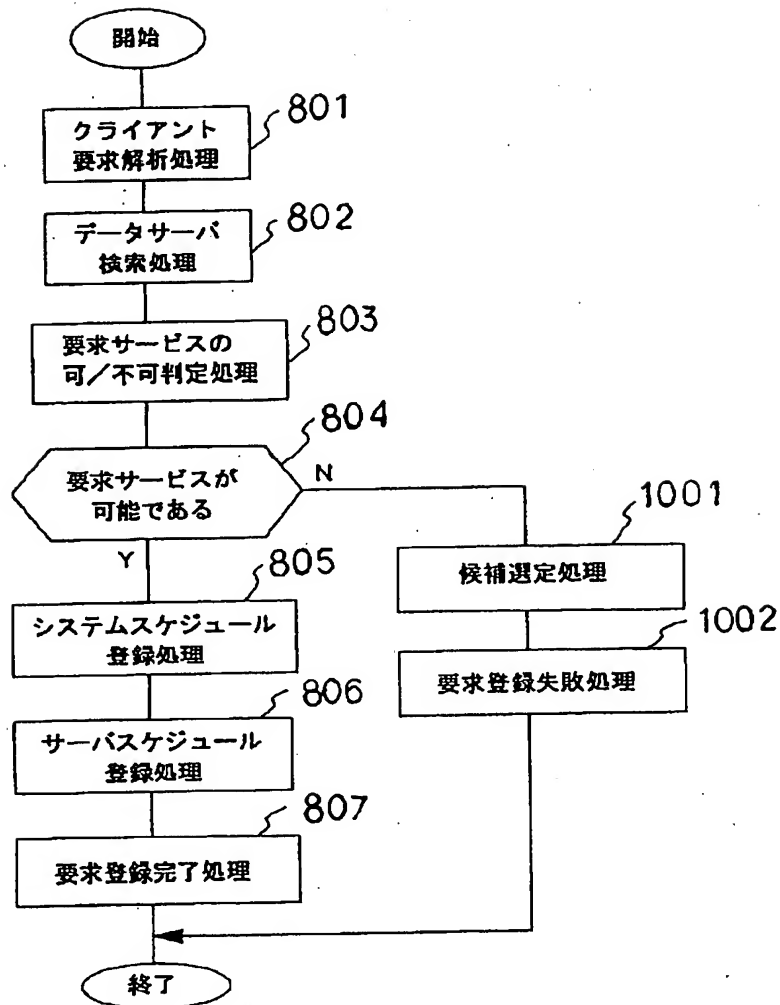 開始
801
クライアント
要求解析処理
802
データサーバ
検索処理
803
要求サービスの
可/不可判定処理
804
要求サービスが
可能である
N
Y
1001
候補選定処理
805
システムスケジュール
登録処理
1002
要求登録失敗処理
806
サーバスケジュール
登録処理
807
要求登録完了処理
終了